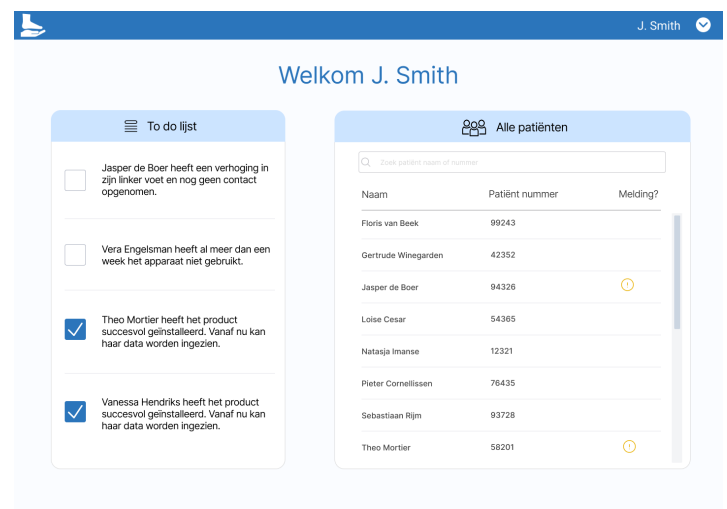 J. Smith
Welkom J. Smith
To do lijst
Jasper de Boer heeft een verhoging in
zijn linker voet en nog geen contact
opgenomen.
Vera Engelsman heeft al meer dan een
week het apparaat niet gebruikt.
Theo Mortier heeft het product
succesvol geïnstalleerd. Vanaf nu kan
haar data worden ingezien.
Vanessa Hendriks heeft het product
succesvol geïnstalleerd. Vanaf nu kan
haar data worden ingezien.
Alle patiënten
Zoek patiënt naam of nummer
Naam Patiënt nummer Melding?
Floris van Beek 99243
Gertrude Winegarden 42352
Jasper de Boer 94326
Loise Cesar 54365
Natasja Imanse 12321
Pieter Cornellissen 76435
Sebastiaan Rijm 93728
Theo Mortier 58201